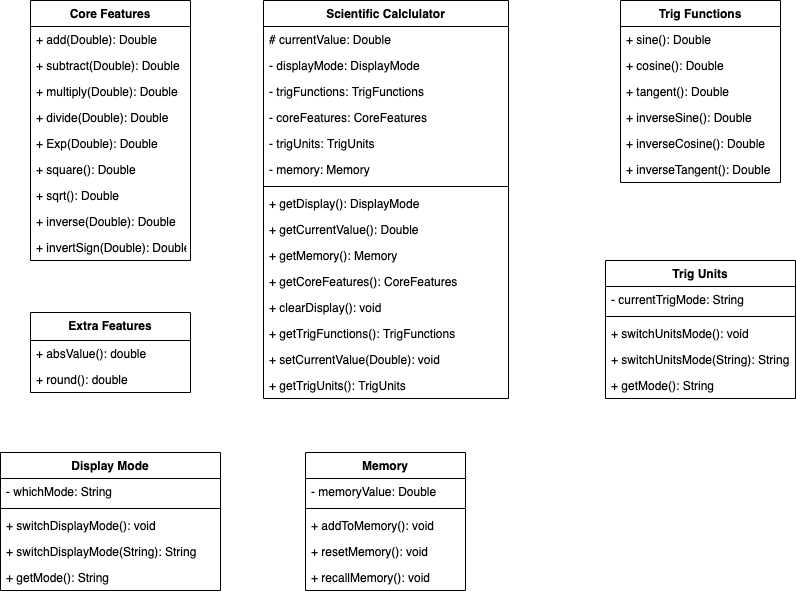 Core Features
+ add(Double): Double
+ subtract(Double): Double
+ multiply(Double): Double
+ divide(Double): Double
+ Exp(Double): Double
+ square(): Double
+ sqrt(): Double
+ inverse(Double): Double
+ invertSign(Double): Double
Scientific Calclulator
# currentValue: Double
- displayMode: DisplayMode
- trigFunctions: TrigFunctions
- coreFeatures: CoreFeatures
- trigUnits: TrigUnits
- memory: Memory
+ getDisplay(): DisplayMode
+ getCurrentValue(): Double
+ getMemory(): Memory
+ getCoreFeatures(): CoreFeatures
+ clearDisplay(): void
+ getTrigFunctions(): TrigFunctions
+ setCurrentValue(Double): void
+ getTrigUnits(): TrigUnits
Trig Functions
+ sine(): Double
+ cosine(): Double
+ tangent(): Double
+ inverseSine(): Double
+ inverseCosine(): Double
+ inverseTangent(): Double
Trig Units
- currentTrigMode: String
+ switchUnitsMode(): void
+ switchUnitsMode(String): String
+ getMode(): String
Extra Features
+ absValue(): double
+ round(): double
Display Mode
- whichMode: String
+ switchDisplayMode(): void
+ switchDisplayMode(String): String
+ getMode(): String
Memory
- memoryValue: Double
+ addToMemory(): void
+ resetMemory(): void
+ recallMemory(): void